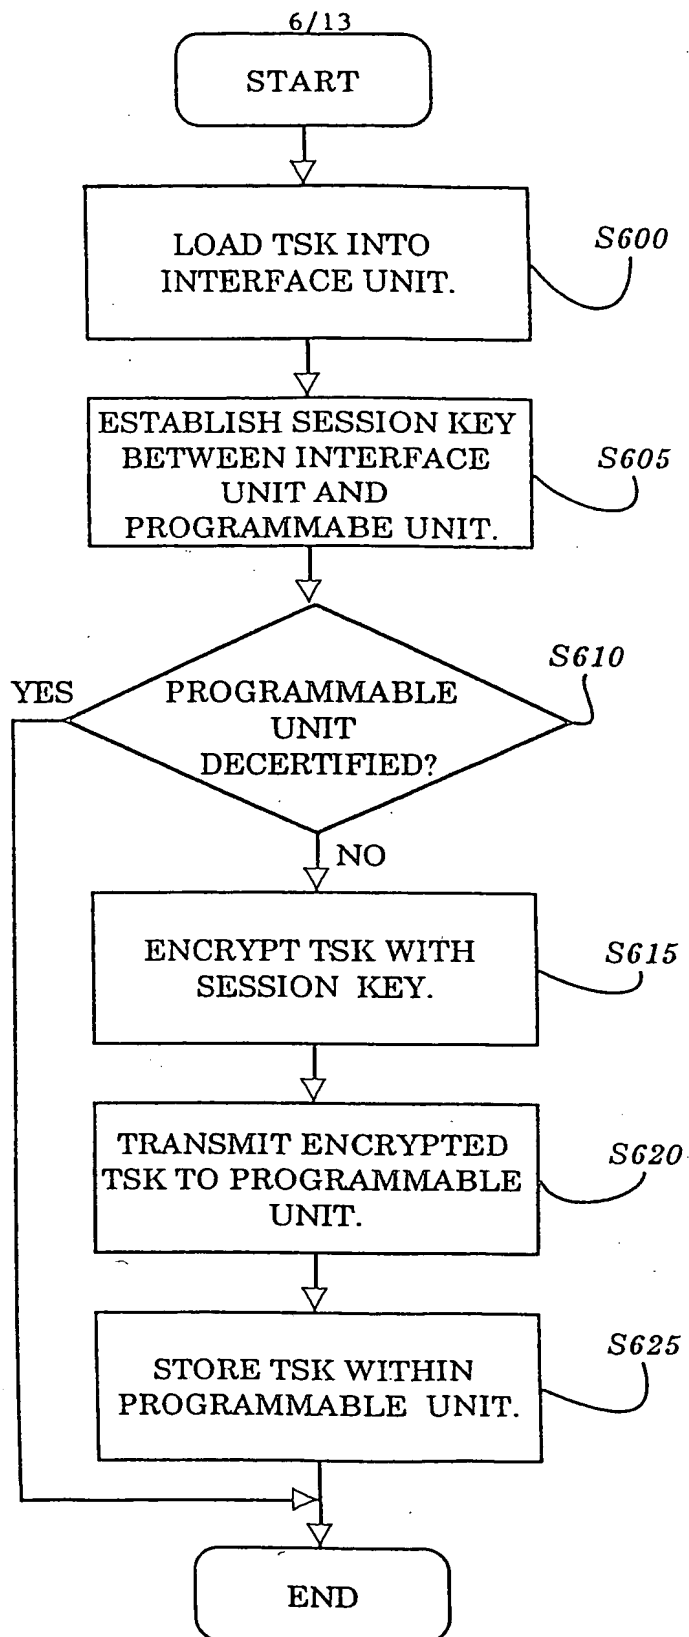 6/13
START
LOAD TSK INTO
INTERFACE UNIT.
S600
ESTABLISH SESSION KEY
BETWEEN INTERFACE
UNIT AND
PROGRAMMABE UNIT.
S605
PROGRAMMABLE
UNIT
DECERTIFIED?
S610
YES
NO
ENCRYPT TSK WITH
SESSION KEY.
S615
TRANSMIT ENCRYPTED
TSK TO PROGRAMMABLE
UNIT.
S620
STORE TSK WITHIN
PROGRAMMABLE UNIT.
S625
END